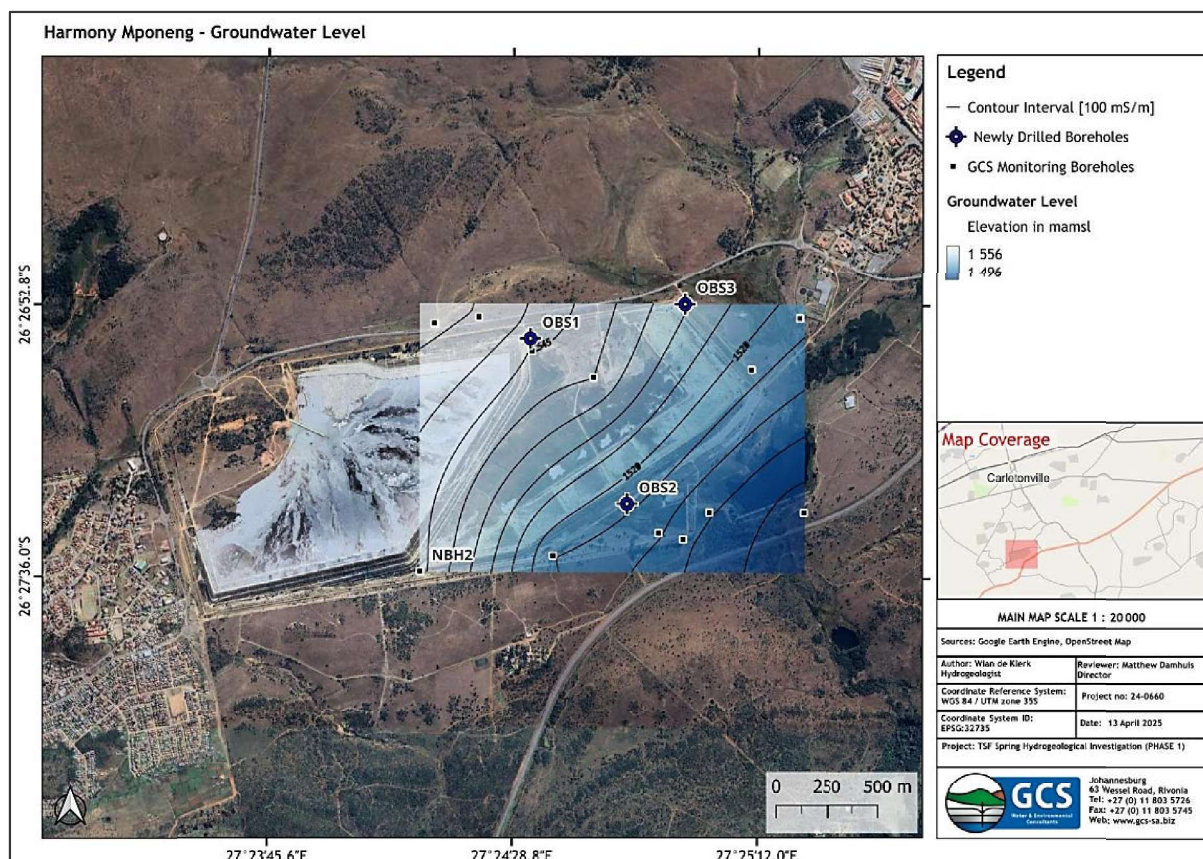 Harmony Mponeng - Groundwater Level
Legend
Contour Interval [100 mS/m]
Newly Drilled Boreholes
GCS Monitoring Boreholes
Groundwater Level
Elevation in mamsl
1 556
1 496
OBS3
OBS1
1545
1520
1520
OBS2
NBH2
26°26'52.8"S
26°27'36.0"S
27°23'45.6"E
27°24'28.8"E
27°25'12.0"E
0 250 500 m
Map Coverage
Carletonville
MAIN MAP SCALE 1 : 20 000
Sources: Google Earth Engine, OpenStreet Map
Author: Wian de Klerk
Hydrogeologist
Reviewer: Matthew Damhuis
Director
Coordinate Reference System:
WGS 84 / UTM zone 35S
Project no: 24-0660
Coordinate System ID:
EPSG:32735
Date: 13 April 2025
Project: TSF Spring Hydrogeological Investigation (PHASE 1)
GCS
Water & Environmental
Consultants
Johannesburg
63 Wessel Road, Rivonia
Tel: +27 (0) 11 803 5726
Fax: +27 (0) 11 803 5745
Web: www.gcs-sa.biz